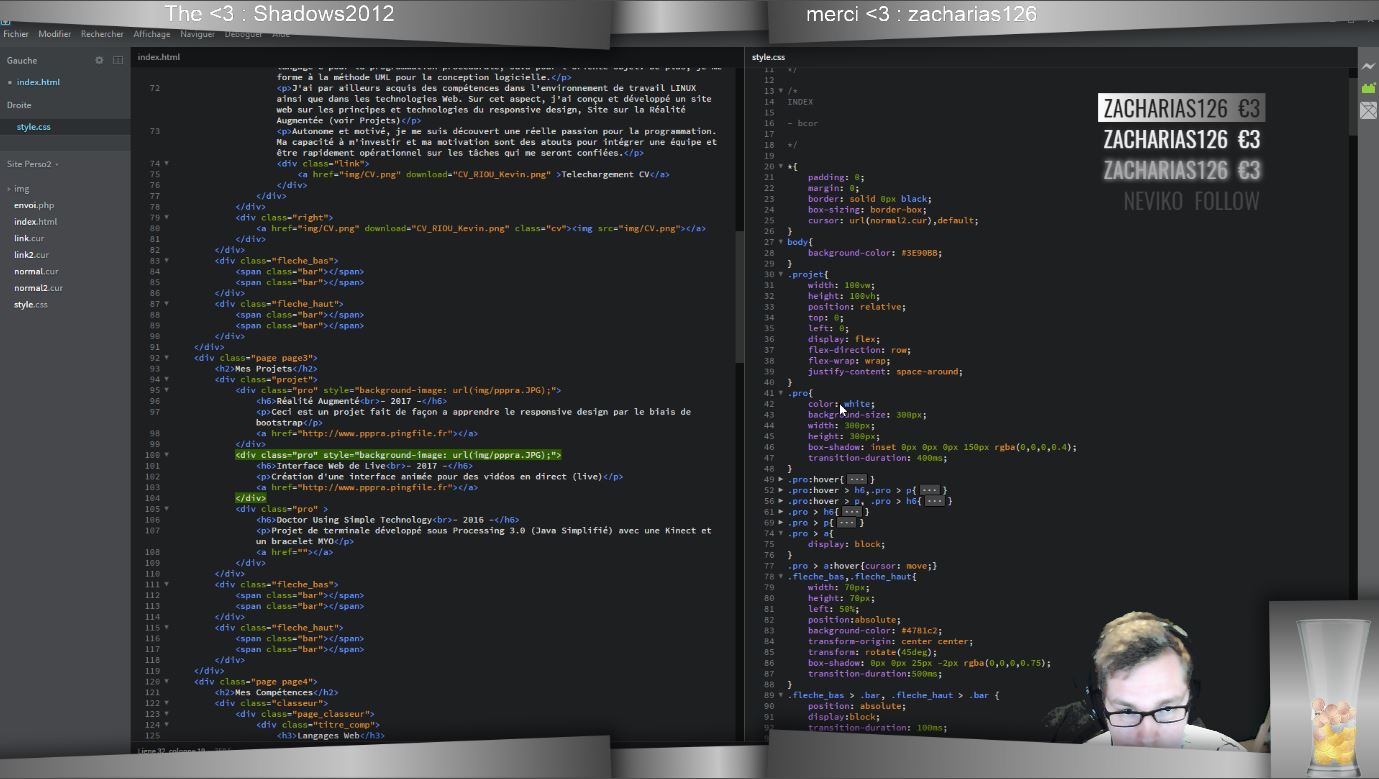 The <3 : Shadows2012
merci <3 : zacharias126
Fichier Modifier Rechercher Affichage Naviguer Déboguer Aide
Gauche
index.html
Droite
style.css
Site Perso2
img
envoi.php
index.html
link.cur
link2.cur
normal.cur
normal2.cur
style.css
index.html
forme à la méthode UML pour la conception logicielle.</p>
72 <p>J'ai par ailleurs acquis des compétences dans l'environnement de travail LINUX
ainsi que dans les technologies Web. Sur cet aspect, j'ai conçu et développé un site
web sur les principes et technologies du responsive design, Site sur la Réalité
Augmentée (voir Projets)</p>
73 <p>Autonome et motivé, je me suis découvert une réelle passion pour la programmation.
Ma capacité à m'investir et ma motivation sont des atouts pour intégrer une équipe et
être rapidement opérationnel sur les tâches qui me seront confiées.</p>
74 <div class="link">
75 <a href="img/CV.png" download="CV_RIOU_Kevin.png" >Telechargement CV</a>
76 </div>
77 </div>
78 </div>
79 <div class="right">
80 <a href="img/CV.png" download="CV_RIOU_Kevin.png" class="cv"><img src="img/CV.png"></a>
81 </div>
82 </div>
83 <div class="fleche_bas">
84 <span class="bar"></span>
85 <span class="bar"></span>
86 </div>
87 <div class="fleche_haut">
88 <span class="bar"></span>
89 <span class="bar"></span>
90 </div>
91 </div>
92 <div class="page page3">
93 <h2>Mes Projets</h2>
94 <div class="projet">
95 <div class="pro" style="background-image: url(img/pppra.JPG);">
96 <h6>Réalité Augmenté<br>- 2017 -</h6>
97 <p>Ceci est un projet fait de façon a apprendre le responsive design par le biais de
bootstrap</p>
98 <a href="http://www.pppra.pingfile.fr"></a>
99 </div>
100 <div class="pro" style="background-image: url(img/pppra.JPG);">
101 <h6>Interface Web de Live<br>- 2017 -</h6>
102 <p>Création d'une interface animée pour des vidéos en direct (live)</p>
103 <a href="http://www.pppra.pingfile.fr"></a>
104 </div>
105 <div class="pro" >
106 <h6>Doctor Using Simple Technology<br>- 2016 -</h6>
107 <p>Projet de terminale développé sous Processing 3.0 (Java Simplifié) avec une Kinect et
un bracelet MYO</p>
108 <a href=""></a>
109 </div>
110 </div>
111 <div class="fleche_bas">
112 <span class="bar"></span>
113 <span class="bar"></span>
114 </div>
115 <div class="fleche_haut">
116 <span class="bar"></span>
117 <span class="bar"></span>
118 </div>
119 </div>
120 <div class="page page4">
121 <h2>Mes Compétences</h2>
122 <div class="classeur">
123 <div class="page_classeur">
124 <div class="titre_comp">
125 <h3>Langages Web</h3>
style.css
11 */
12
13 /*
14 INDEX
15
16 - bcor
17
18 */
19
20 *{
21 padding: 0;
22 margin: 0;
23 border: solid 0px black;
24 box-sizing: border-box;
25 cursor: url(normal2.cur),default;
26 }
27 body{
28 background-color: #3E90BB;
29 }
30 .projet{
31 width: 100vw;
32 height: 100vh;
33 position: relative;
34 top: 0;
35 left: 0;
36 display: flex;
37 flex-direction: row;
38 flex-wrap: wrap;
39 justify-content: space-around;
40 }
41 .pro{
42 color: white;
43 background-size: 300px;
44 width: 300px;
45 height: 300px;
46 box-shadow: inset 0px 0px 0px 150px rgba(0,0,0,0.4);
47 transition-duration: 400ms;
48 }
49 .pro:hover{ ... }
52 .pro:hover > h6,.pro > p{ ... }
56 .pro:hover > p, .pro > h6{ ... }
61 .pro > h6{ ... }
69 .pro > p{ ... }
74 .pro > a{
75 display: block;
76 }
77 .pro > a:hover{cursor: move;}
78 .fleche_bas,.fleche_haut{
79 width: 70px;
80 height: 70px;
81 left: 50%;
82 position:absolute;
83 background-color: #4781c2;
84 transform-origin: center center;
85 transform: rotate(45deg);
86 box-shadow: 0px 0px 25px -2px rgba(0,0,0,0.75);
87 transition-duration:500ms;
88 }
89 .fleche_bas > .bar, .fleche_haut > .bar {
90 position: absolute;
91 display:block;
92 transition-duration: 100ms;
ZACHARIAS126 €3
ZACHARIAS126 €3
ZACHARIAS126 €3
NEVIKO FOLLOW